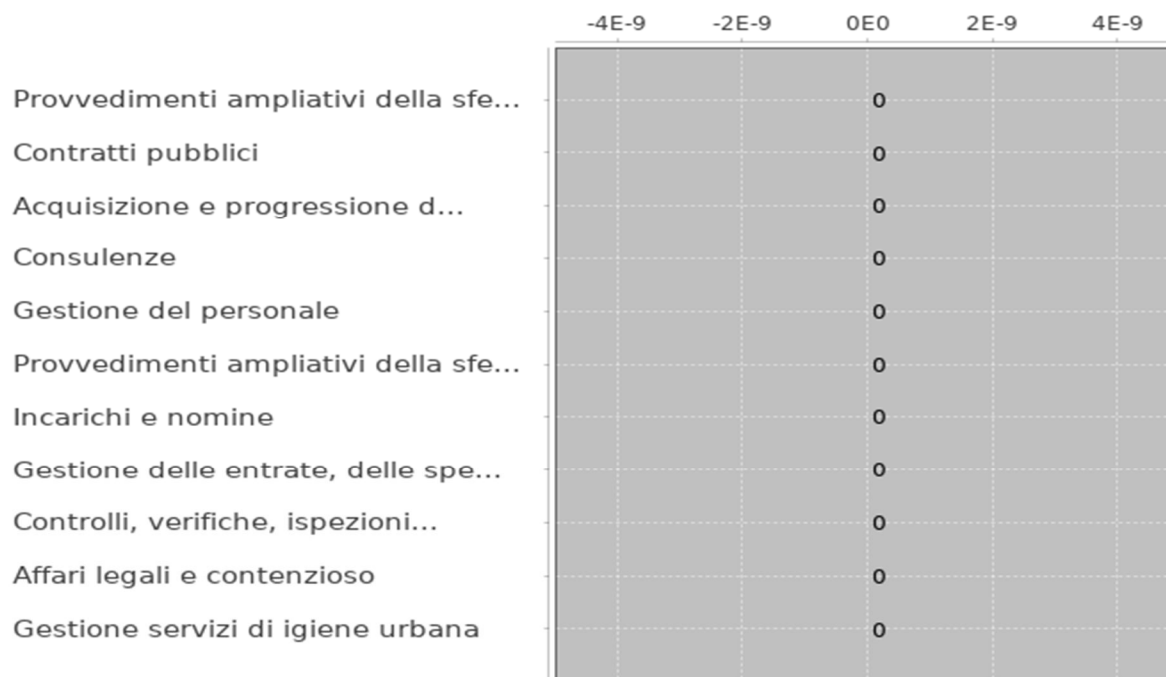 -4E-9 -2E-9 0E0 2E-9 4E-9
Provvedimenti ampliativi della sfe... 0
Contratti pubblici 0
Acquisizione e progressione d... 0
Consulenze 0
Gestione del personale 0
Provvedimenti ampliativi della sfe... 0
Incarichi e nomine 0
Gestione delle entrate, delle spe... 0
Controlli, verifiche, ispezioni... 0
Affari legali e contenzioso 0
Gestione servizi di igiene urbana 0